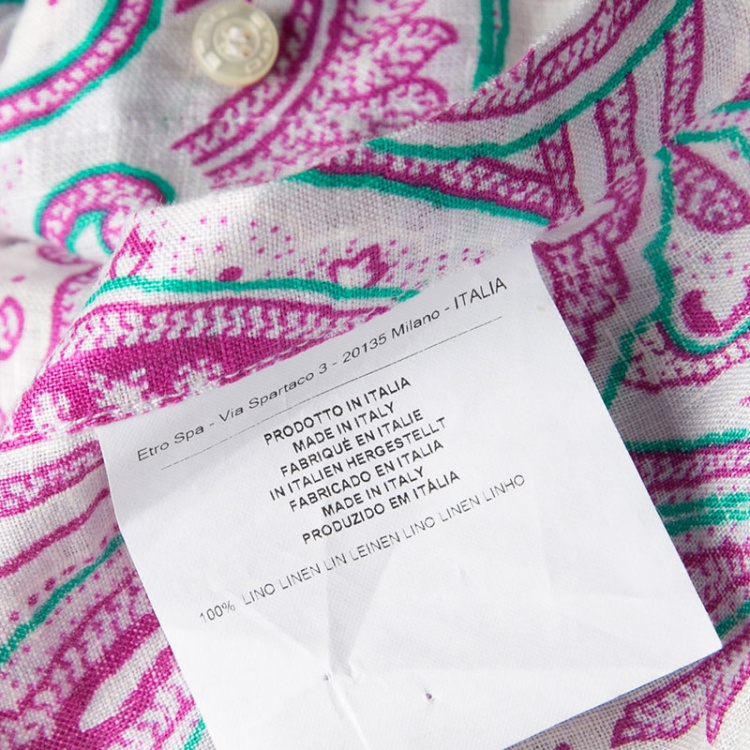 Etro Spa - Via Spartaco 3 - 20135 Milano - ITALIA
PRODOTTO IN ITALIA
MADE IN ITALY
FABRIQUÉ EN ITALIE
IN ITALIEN HERGESTELLT
FABRICADO EN ITALIA
MADE IN ITALY
PRODUZIDO EM ITÁLIA
100% LINO LINEN LIN LEINEN LINO LINEN LINHO